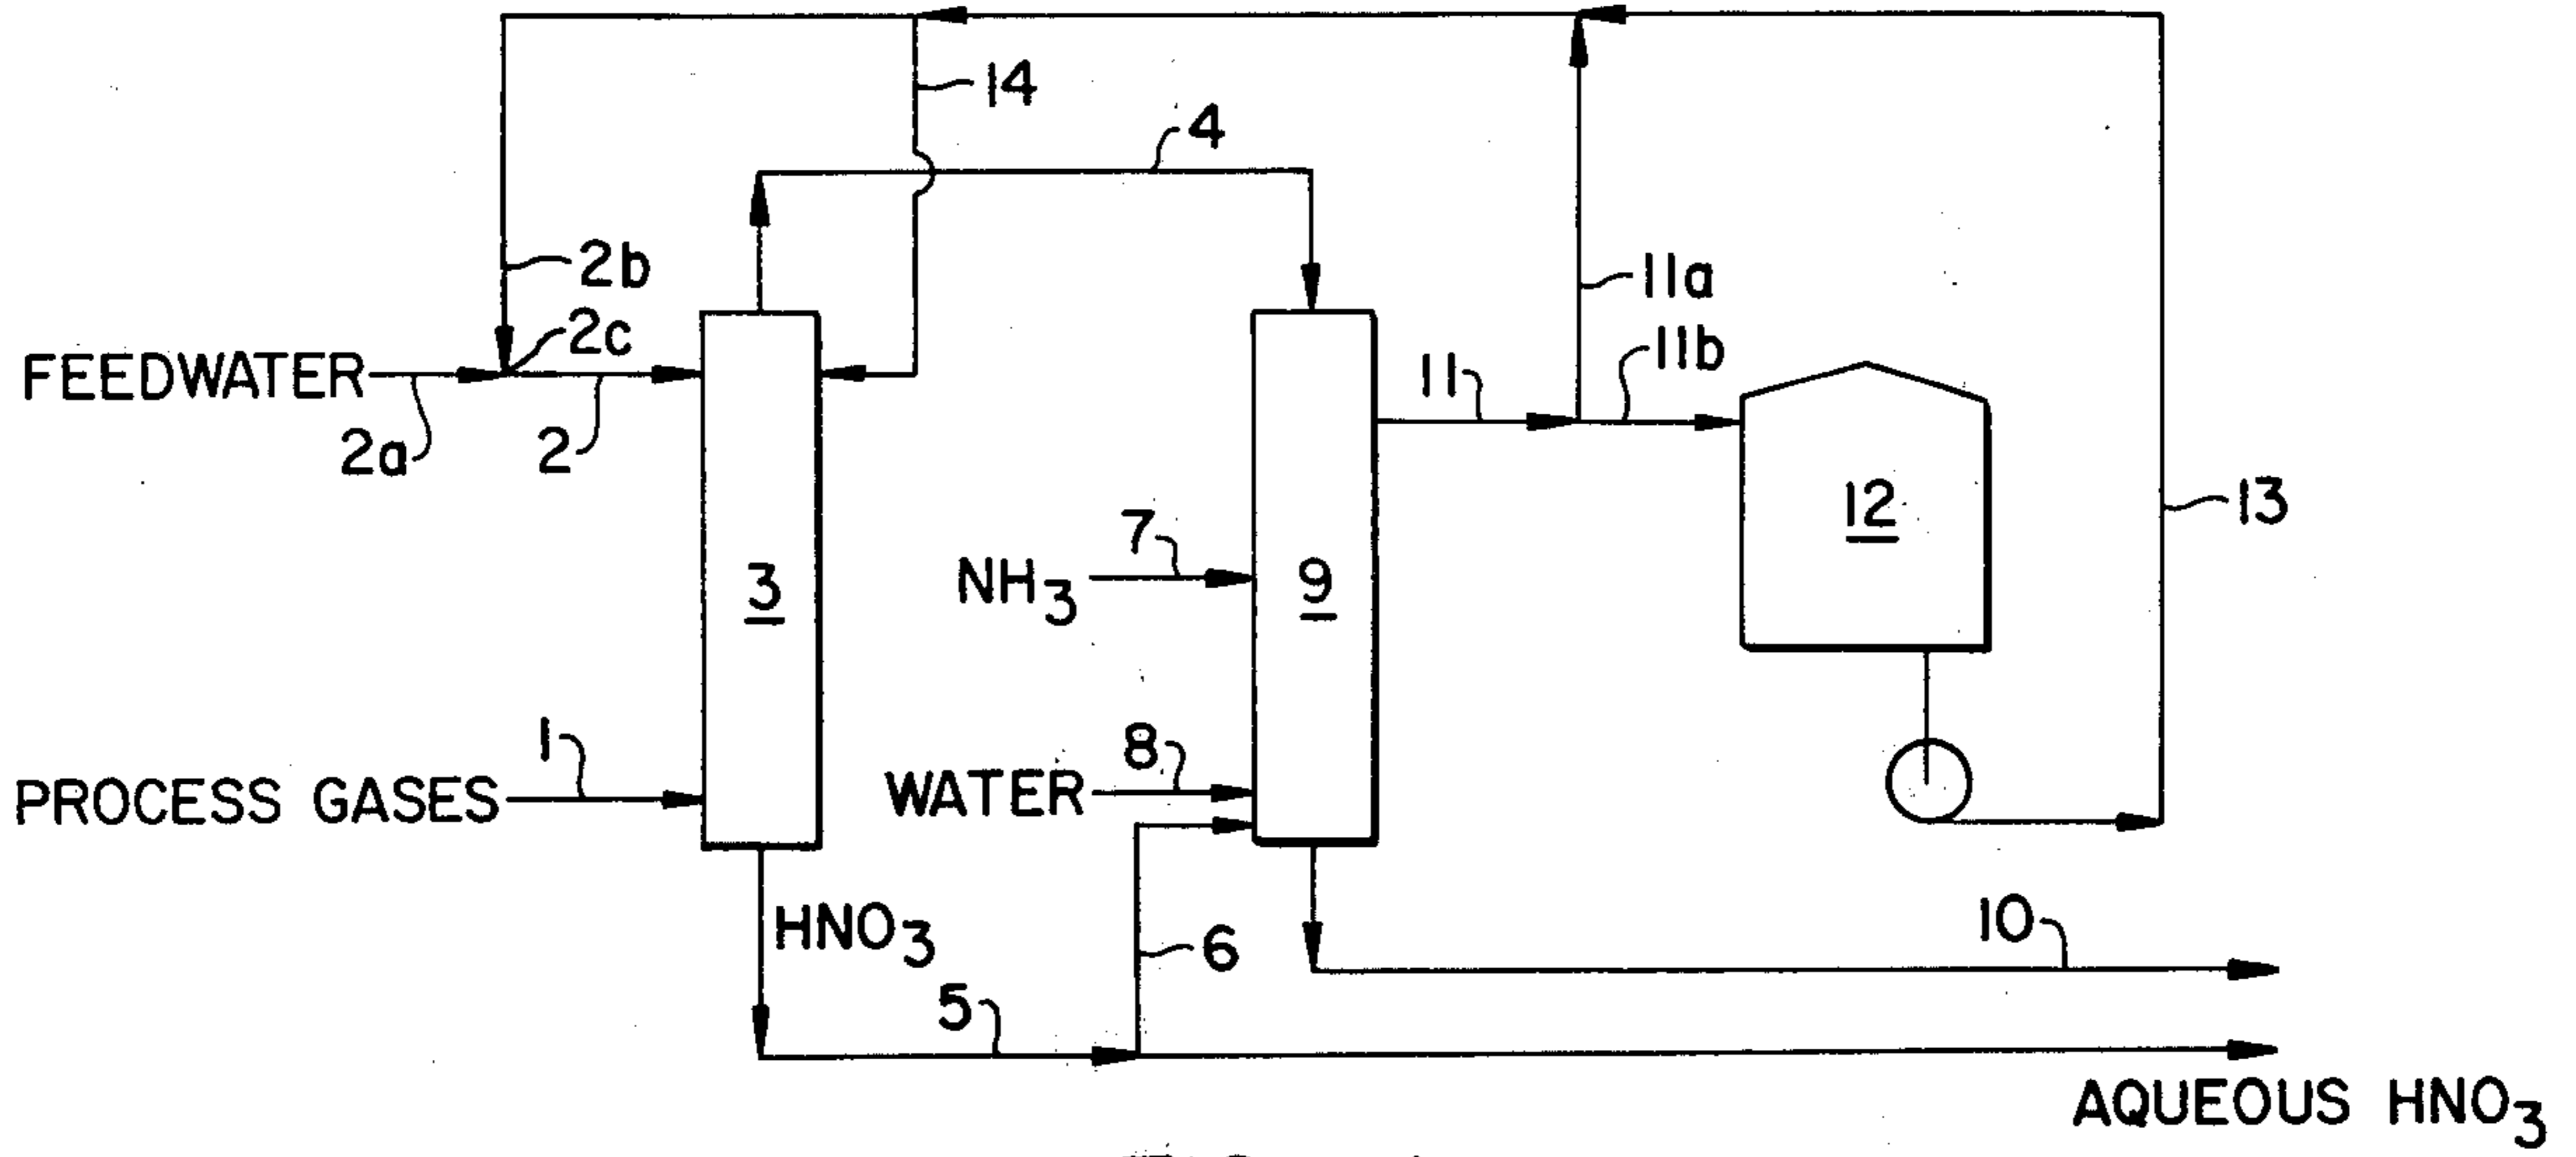 14
4
2b
11a
2c
11b
FEEDWATER
11
2a
2
12
13
7
NH3
3
9
1
8
PROCESS GASES
WATER
HNO3
6
10
5
AQUEOUS HNO3